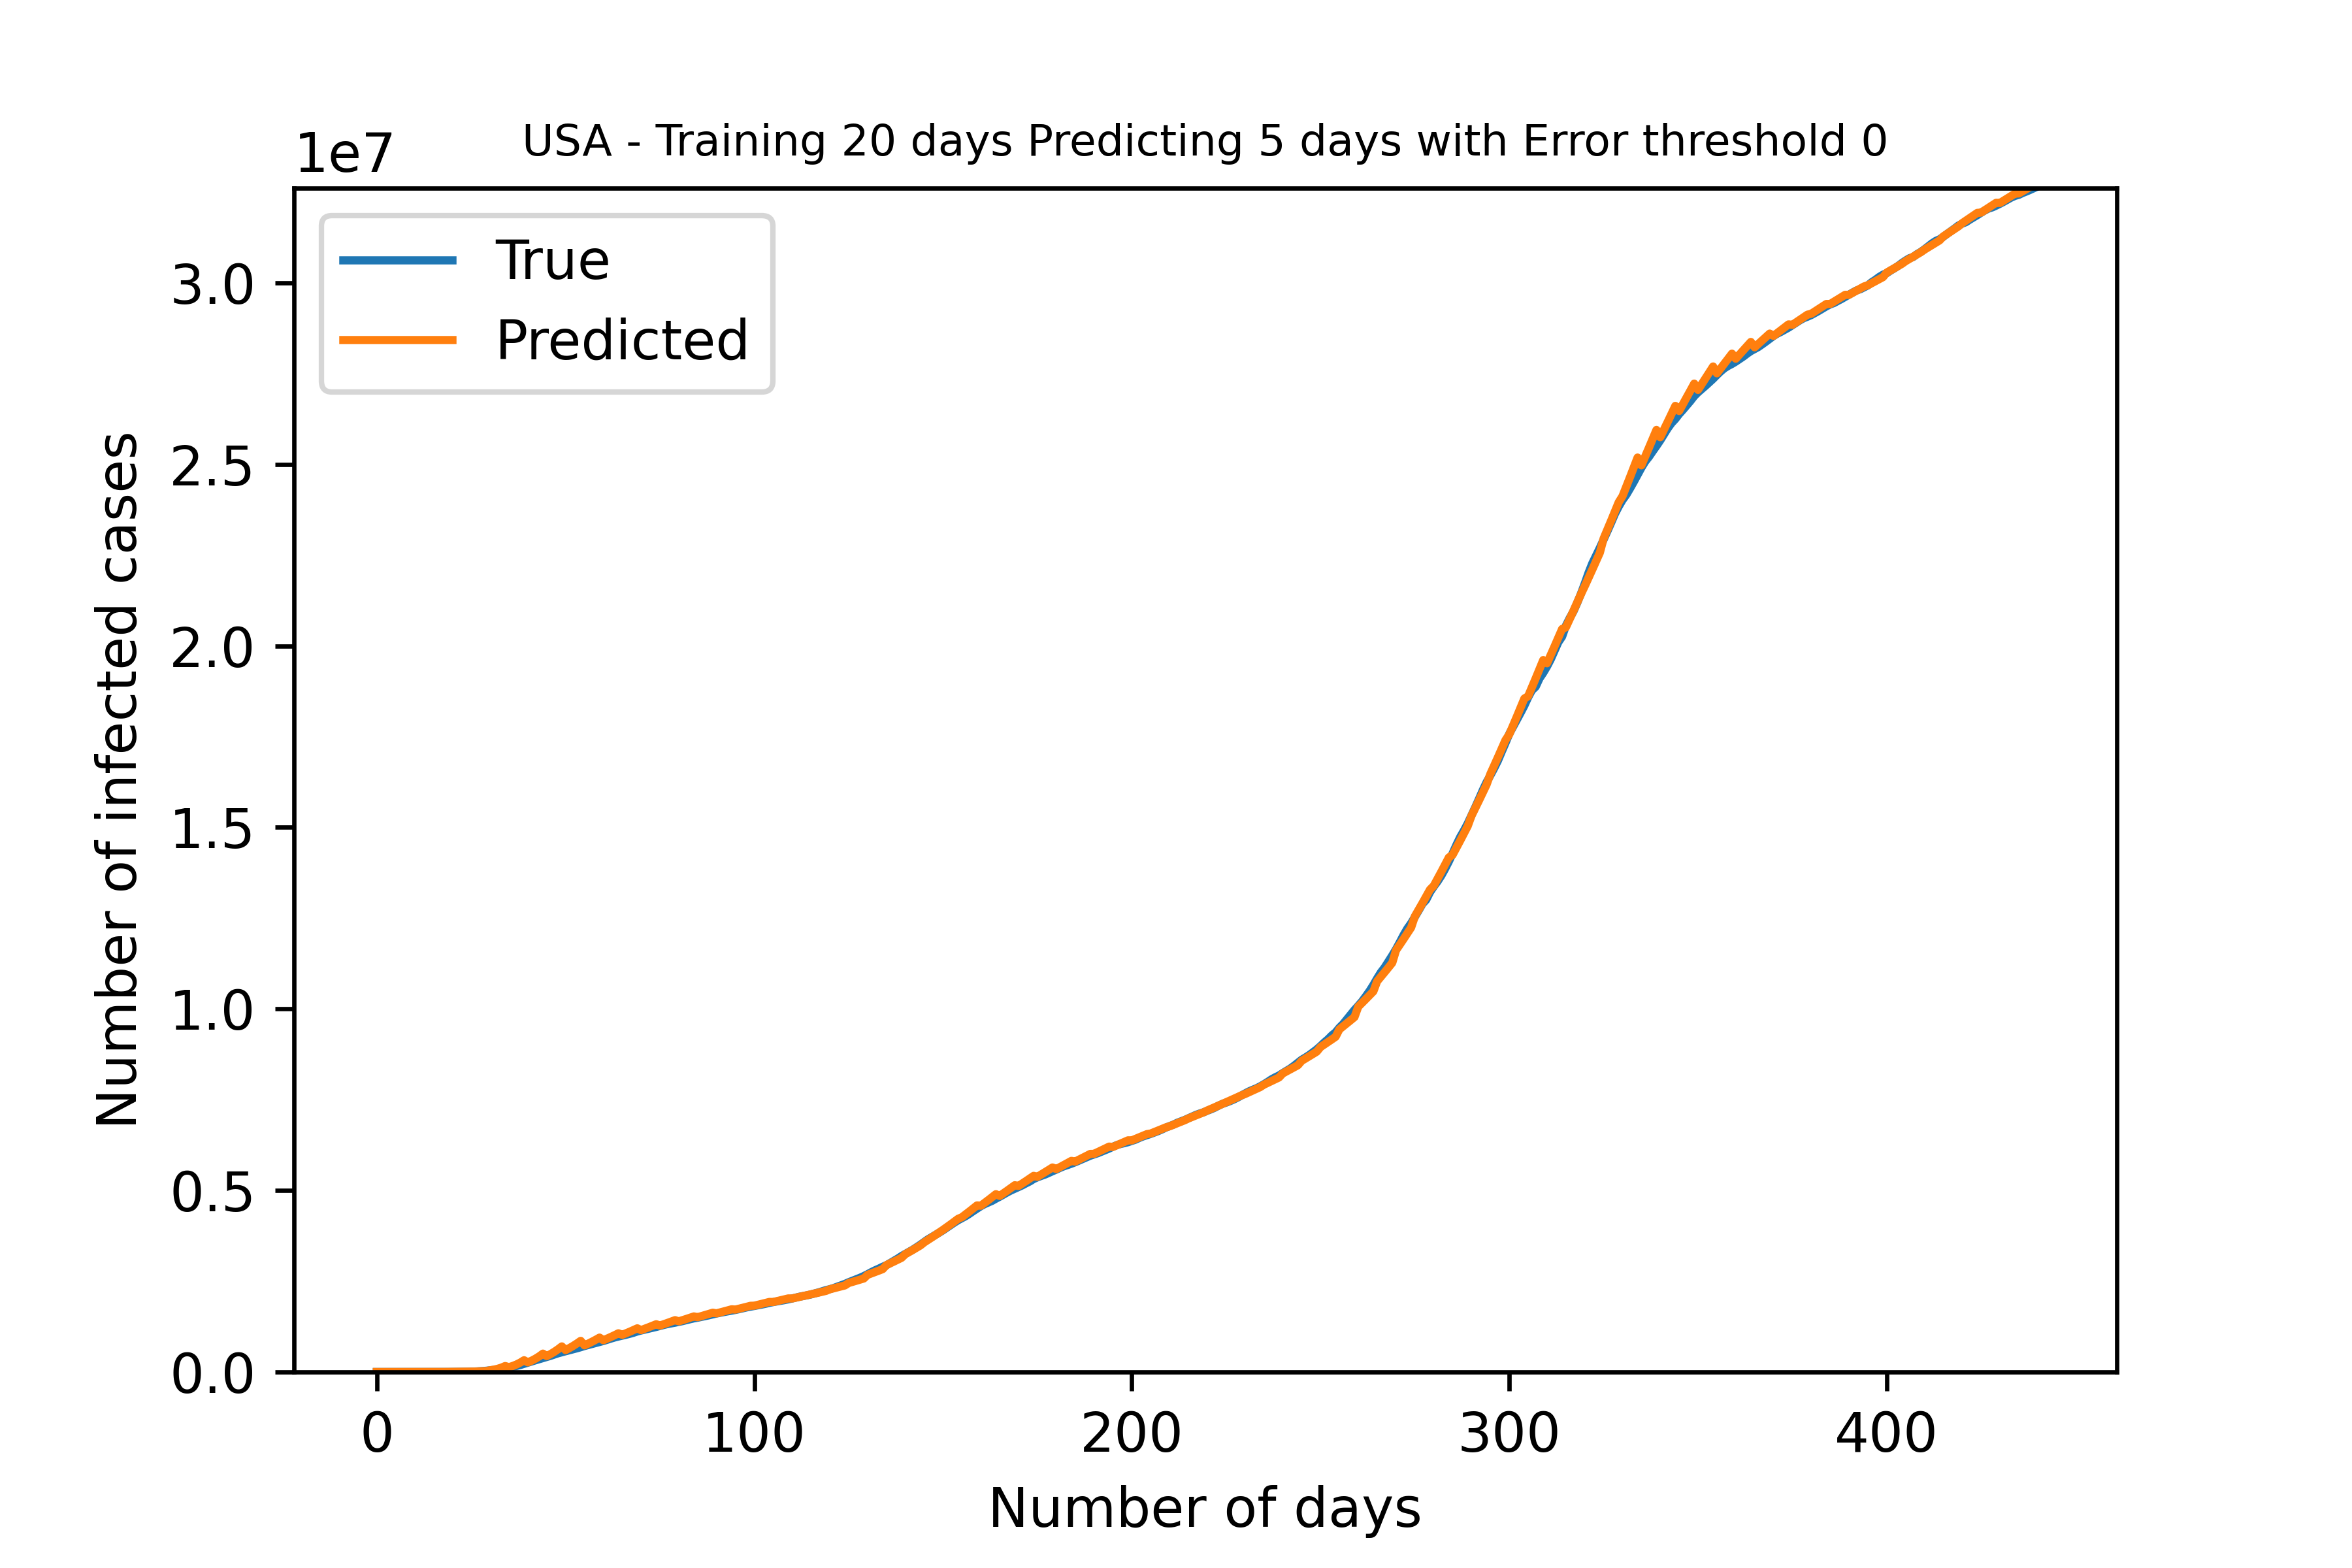 USA - Training 20 days Predicting 5 days with Error threshold 0
1e7
True
Predicted
3.0
2.5
2.0
1.5
1.0
0.5
0.0
Number of infected cases
0 100 200 300 400
Number of days